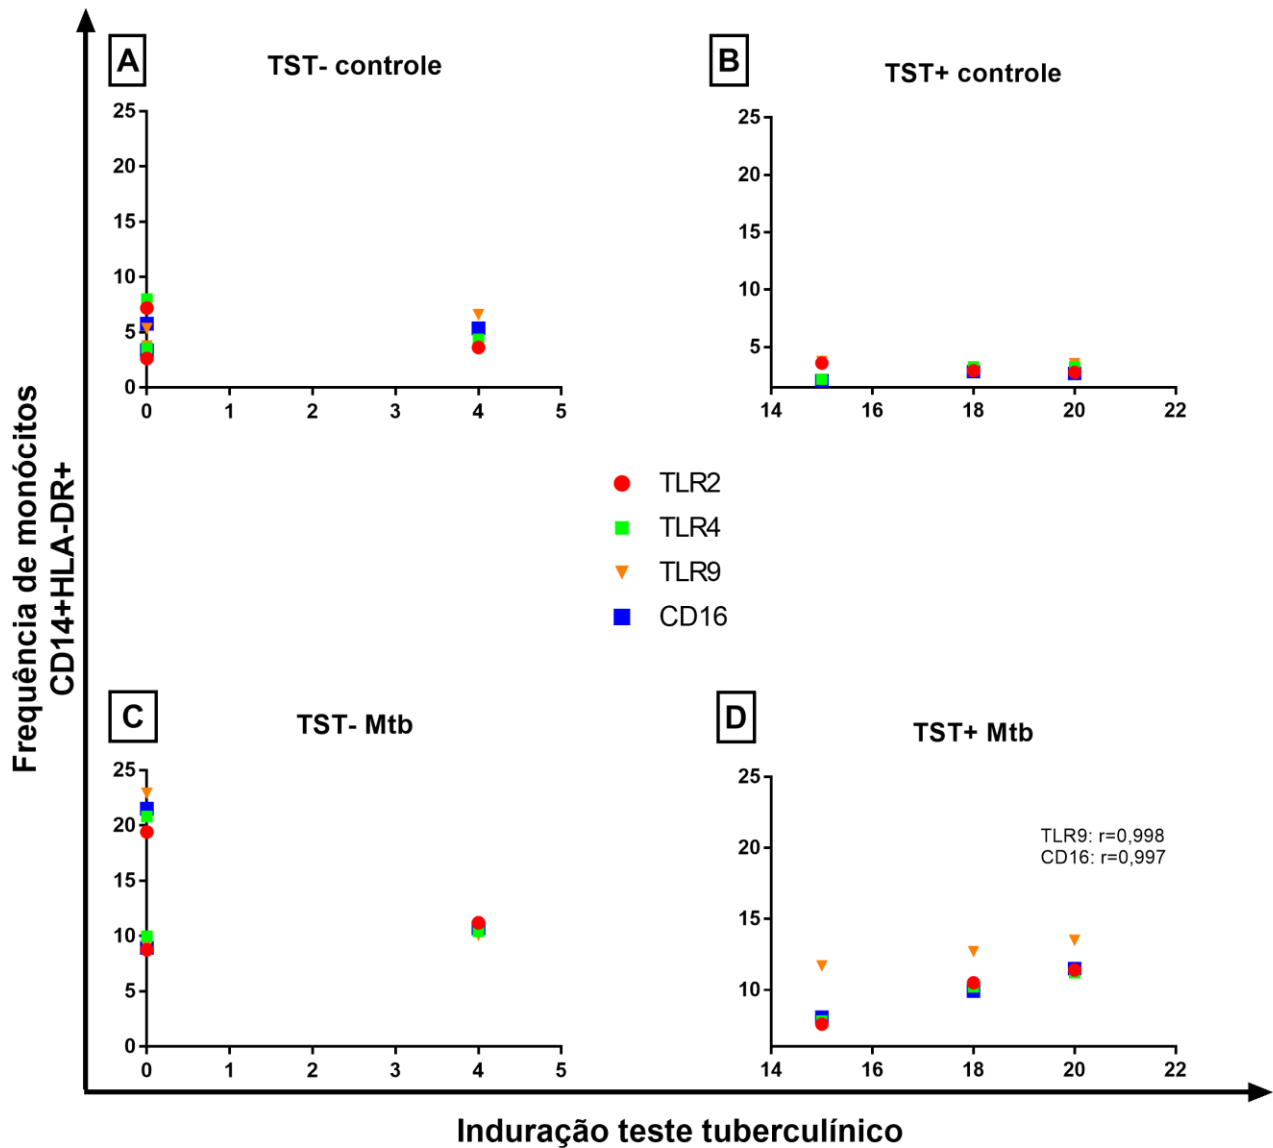 A
TST- controle
25
20
15
10
5
0
0 1 2 3 4 5
B
TST+ controle
25
20
15
10
5
14 16 18 20 22
Frequência de monócitos
CD14+HLA-DR+
TLR2
TLR4
TLR9
CD16
C
TST- Mtb
25
20
15
10
5
0
0 1 2 3 4 5
D
TST+ Mtb
25
20
15
10
TLR9: r=0,998
CD16: r=0,997
14 16 18 20 22
Induração teste tuberculínico